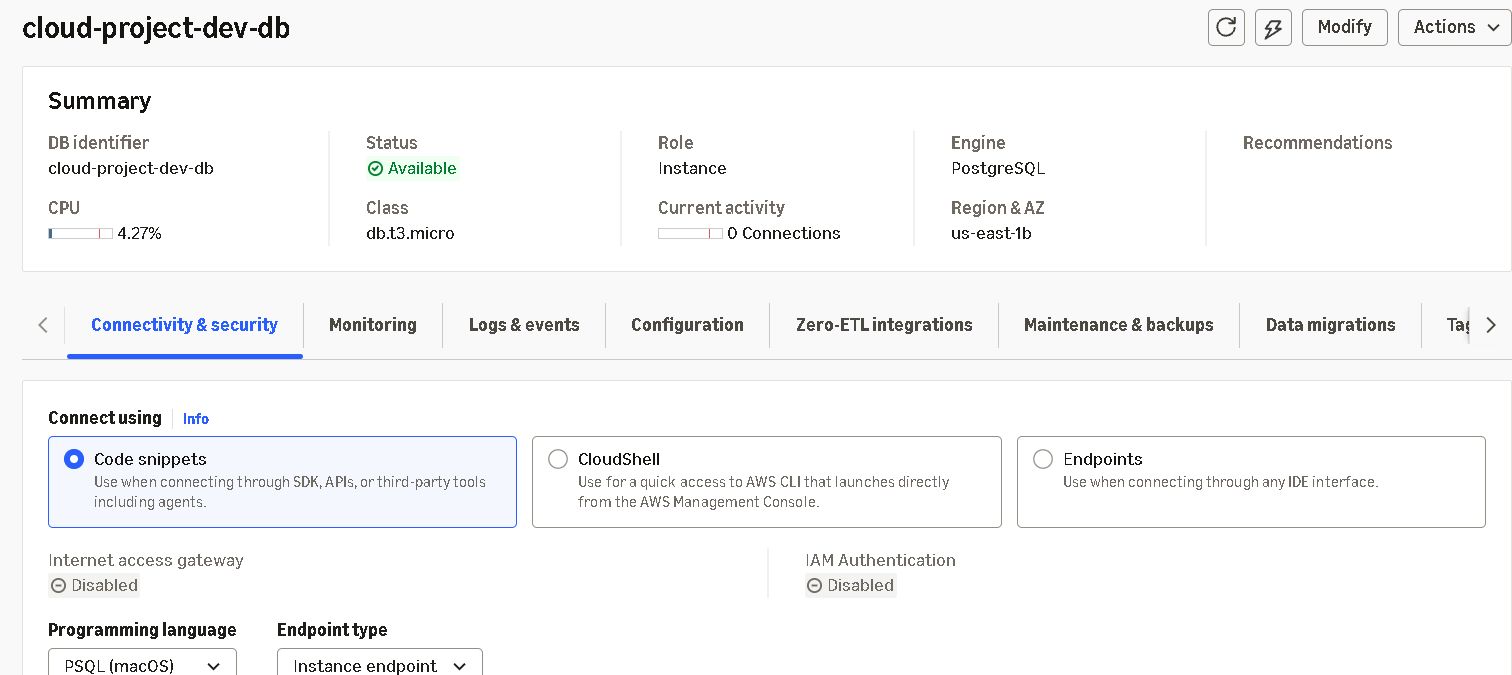 cloud-project-dev-db
Modify
Actions
Summary
DB identifier
cloud-project-dev-db
Status
Available
Role
Instance
Engine
PostgreSQL
Recommendations
CPU
4.27%
Class
db.t3.micro
Current activity
0 Connections
Region & AZ
us-east-1b
Connectivity & security
Monitoring
Logs & events
Configuration
Zero-ETL integrations
Maintenance & backups
Data migrations
Connect using
Info
Code snippets
Use when connecting through SDK, APIs, or third-party tools
including agents.
CloudShell
Use for a quick access to AWS CLI that launches directly
from the AWS Management Console.
Endpoints
Use when connecting through any IDE interface.
Internet access gateway
Disabled
IAM Authentication
Disabled
Programming language
PSQL (macOS)
Endpoint type
Instance endpoint